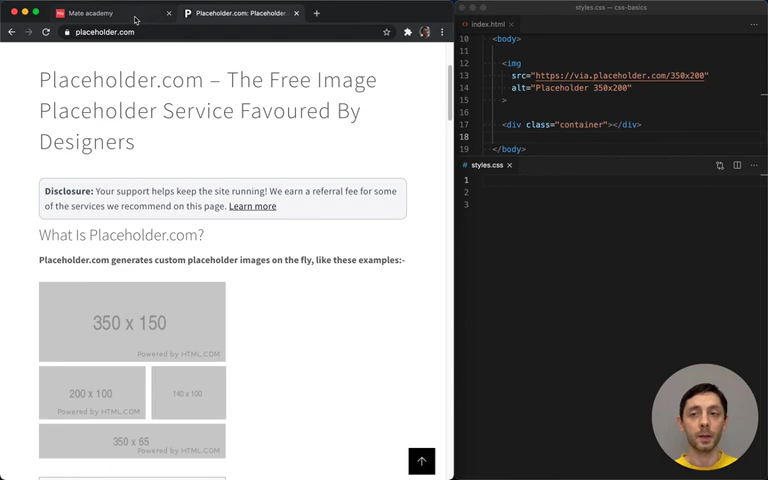 Mate academy
Placeholder.com: Placeholder
placeholder.com
Placeholder.com – The Free Image
Placeholder Service Favoured By
Designers
Disclosure: Your support helps keep the site running! We earn a referral fee for some
of the services we recommend on this page. Learn more
What Is Placeholder.com?
Placeholder.com generates custom placeholder images on the fly, like these examples:-
350 x 150
Powered by HTML.COM
200 x 100
Powered by HTML.COM
140 x 100
350 x 65
Powered by HTML.COM
styles.css — css-basics
index.html
10 <body>
11
12 <img
13 src="https://via.placeholder.com/350x200"
14 alt="Placeholder 350x200"
15 >
16
17 <div class="container"></div>
18
19 </body>
# styles.css
1
2
3